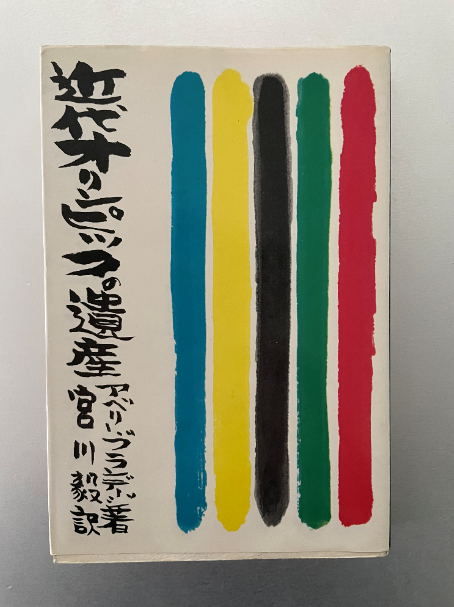 近代オリンピックの遺産
アベリー・ブランデージ著
宮川毅訳